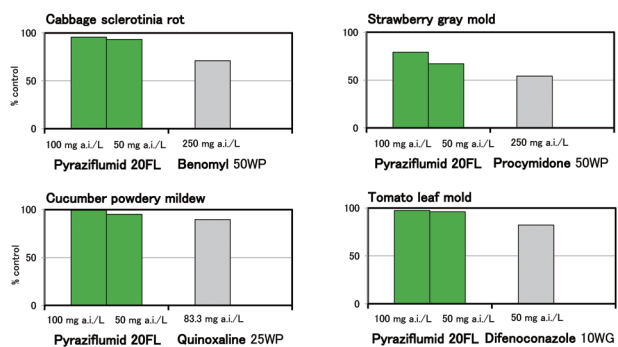 Cabbage sclerotinia rot
100
50
0
% control
100 mg a.i./L 50 mg a.i./L 250 mg a.i./L
Pyraziflumid 20FL Benomyl 50WP
Strawberry gray mold
100
50
0
100 mg a.i./L 50 mg a.i./L 250 mg a.i./L
Pyraziflumid 20FL Procymidone 50WP
Cucumber powdery mildew
100
50
0
% control
100 mg a.i./L 50 mg a.i./L 83.3 mg a.i./L
Pyraziflumid 20FL Quinoxaline 25WP
Tomato leaf mold
100
50
0
100 mg a.i./L 50 mg a.i./L 50 mg a.i./L
Pyraziflumid 20FL Difenoconazole 10WG